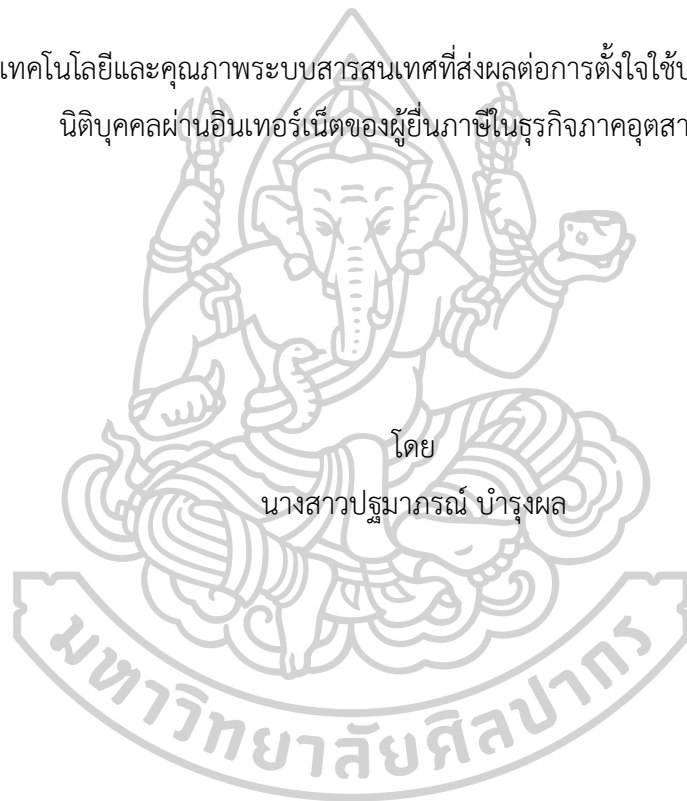 เทคโนโลยีและคุณภาพระบบสารสนเทศที่ส่งผลต่อการตั้งใจใช้
นิติบุคคลผ่านอินเทอร์เน็ตของผู้ยื่นภาษีในธุรกิจภาคอุตสา
โดย
นางสาวปฐมาภรณ์ บำรุงผล
มหาวิทยาลัยศิลปากร